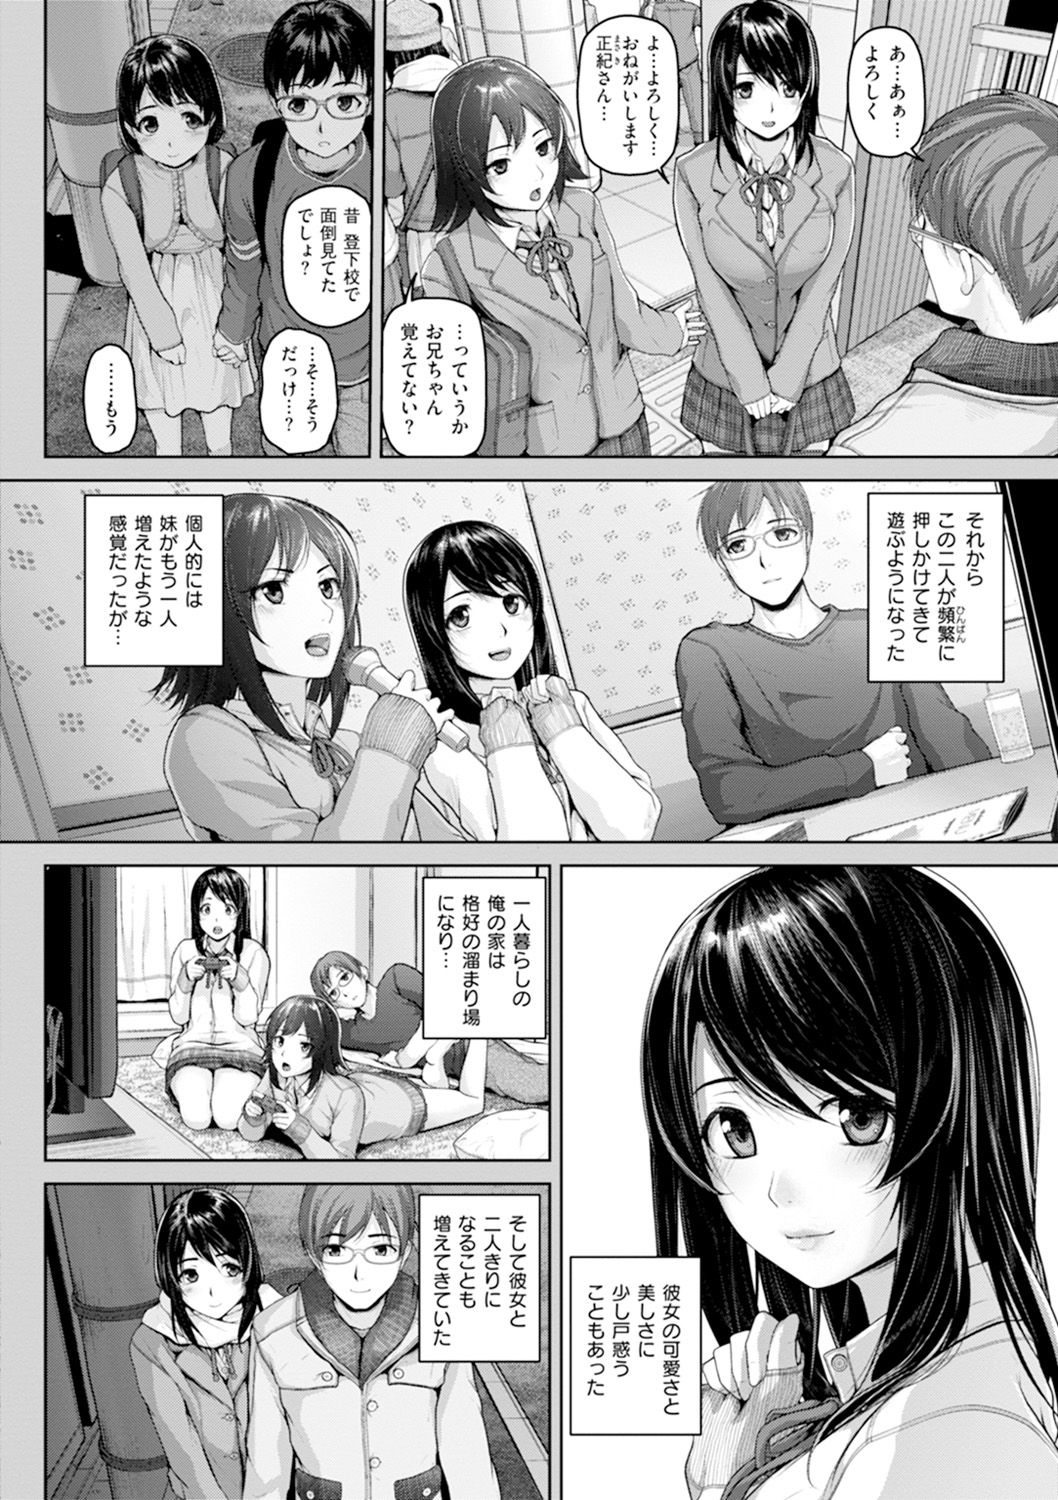 あ…あぁ…
よろしく
よ…よろしく…
おねがいします
正紀さん…
まさき
…っていうか
お兄ちゃん
覚えてない？
昔 登下校で
面倒見てた
でしょ？
…そ…そう
だっけ…？
……もう
それから
この二人が頻繁に
ひんぱん
押しかけてきて
遊ぶようになった
個人的には
妹がもう一人
増えたような
感覚だったが…
彼女の可愛さと
美しさに
少し戸惑う
こともあった
一人暮らしの
俺の家は
格好の溜まり場
になり…
そして彼女と
二人きりに
なることも
増えてきていた